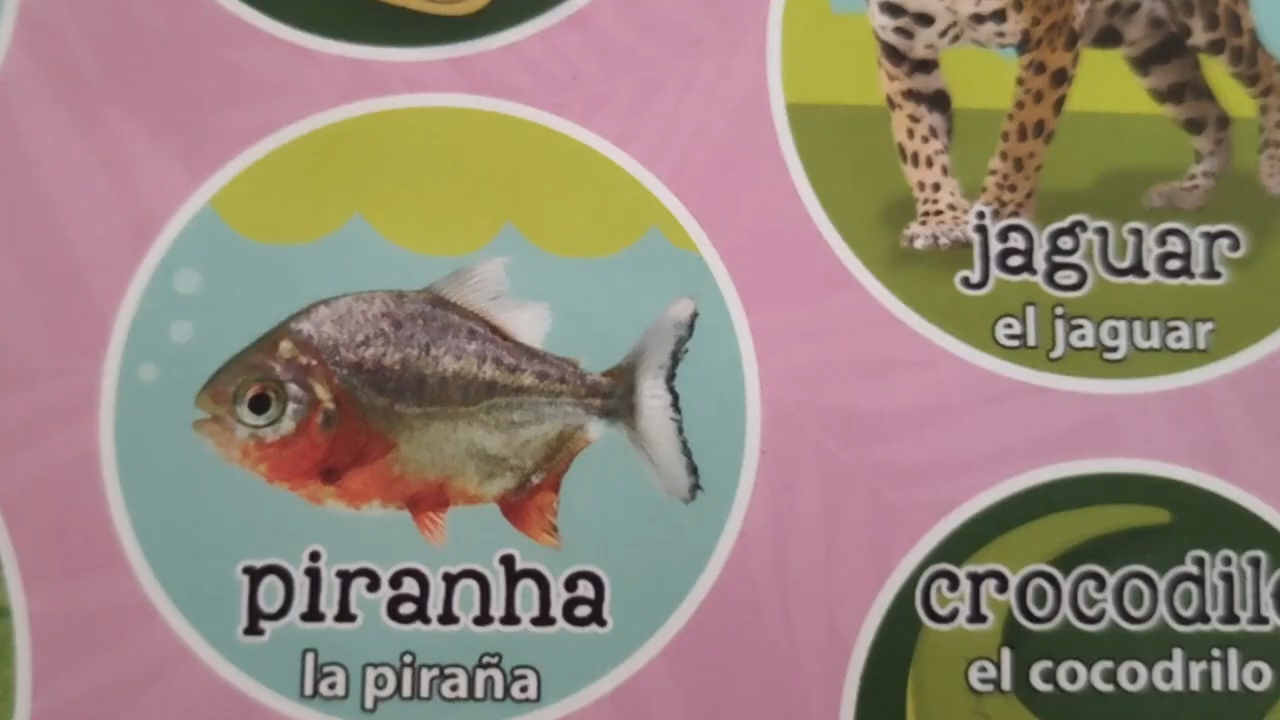 jaguar
el jaguar
piranha
la piraña
el cocodrilo